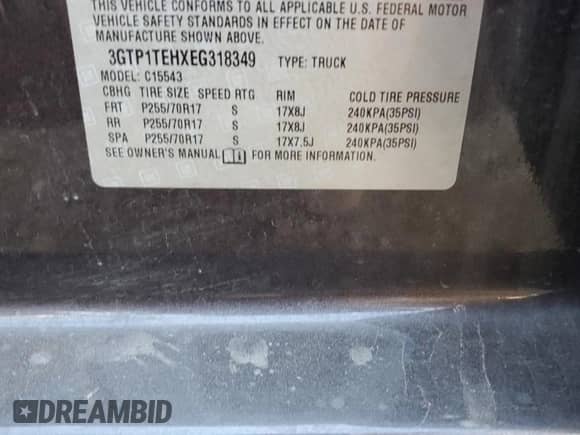 THIS VEHICLE CONFORMS TO ALL APPLICABLE U.S. FEDERAL MOTOR
VEHICLE SAFETY STANDARDS IN EFFECT ON THE DATE OF
MANUFACTURE SHOWN ABOVE.
3GTP1TEHXEG318349 TYPE: TRUCK
MODEL: C15543
CBHG TIRE SIZE SPEED RTG RIM COLD TIRE PRESSURE
FRT P255/70R17 S 17X8J 240KPA(35PSI)
RR P255/70R17 S 17X8J 240KPA(35PSI)
SPA P255/70R17 S 17X7.5J 240KPA(35PSI)
SEE OWNER'S MANUAL FOR MORE INFORMATION.
DREAMBID